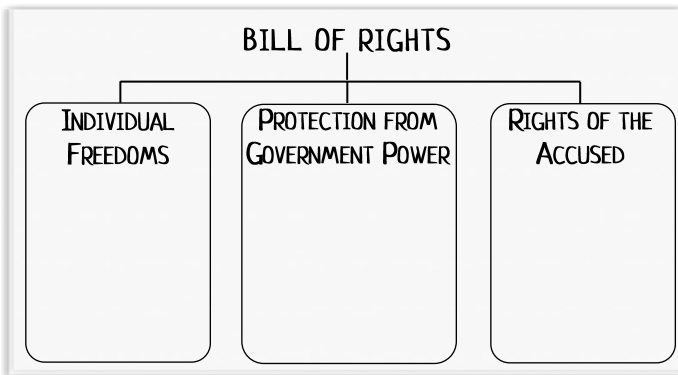 BILL OF RIGHTS
INDIVIDUAL
FREEDOMS
PROTECTION FROM
GOVERNMENT POWER
RIGHTS OF THE
ACCUSED